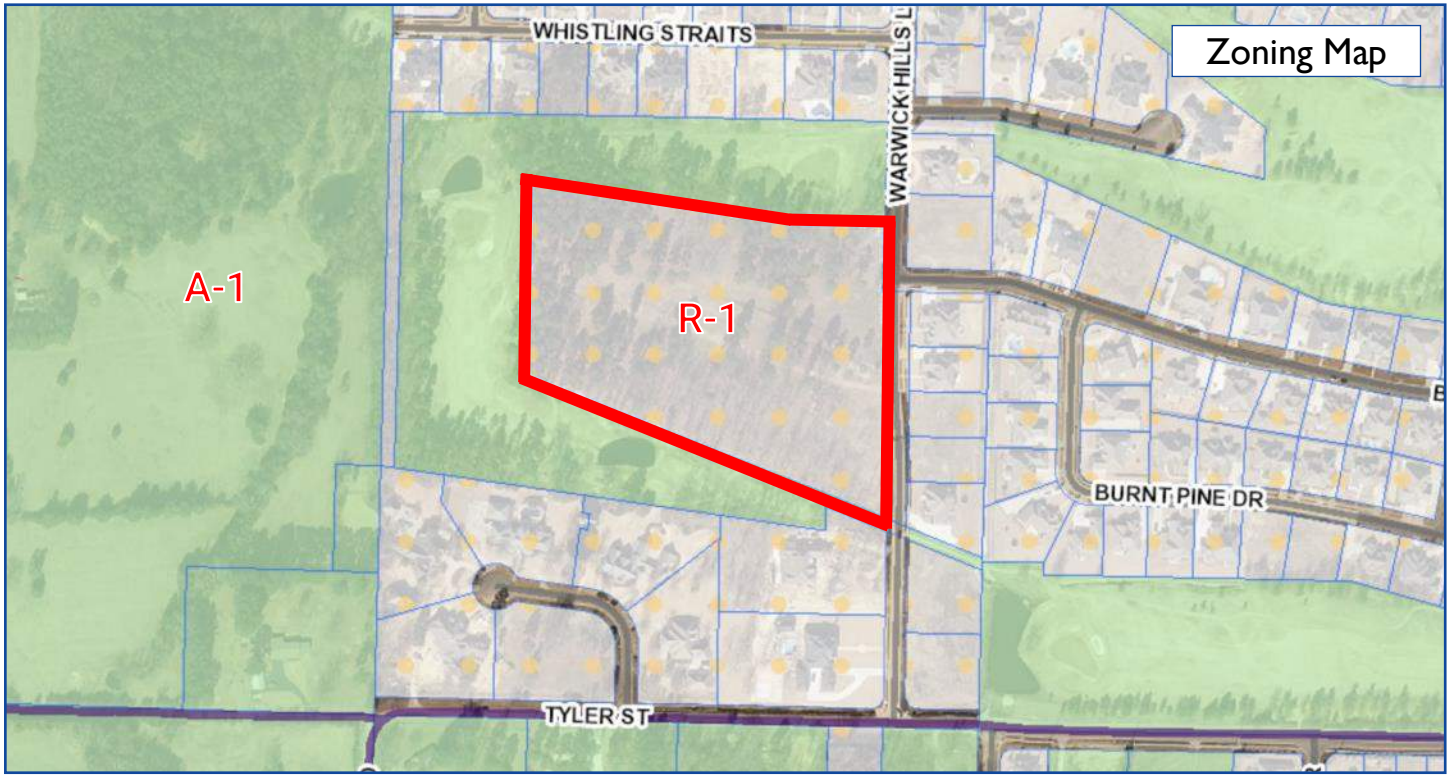 WHISTLING STRAITS
Zoning Map
WARWICK HILLS L
A-1
R-1
BURNT PINE DR
TYLER ST